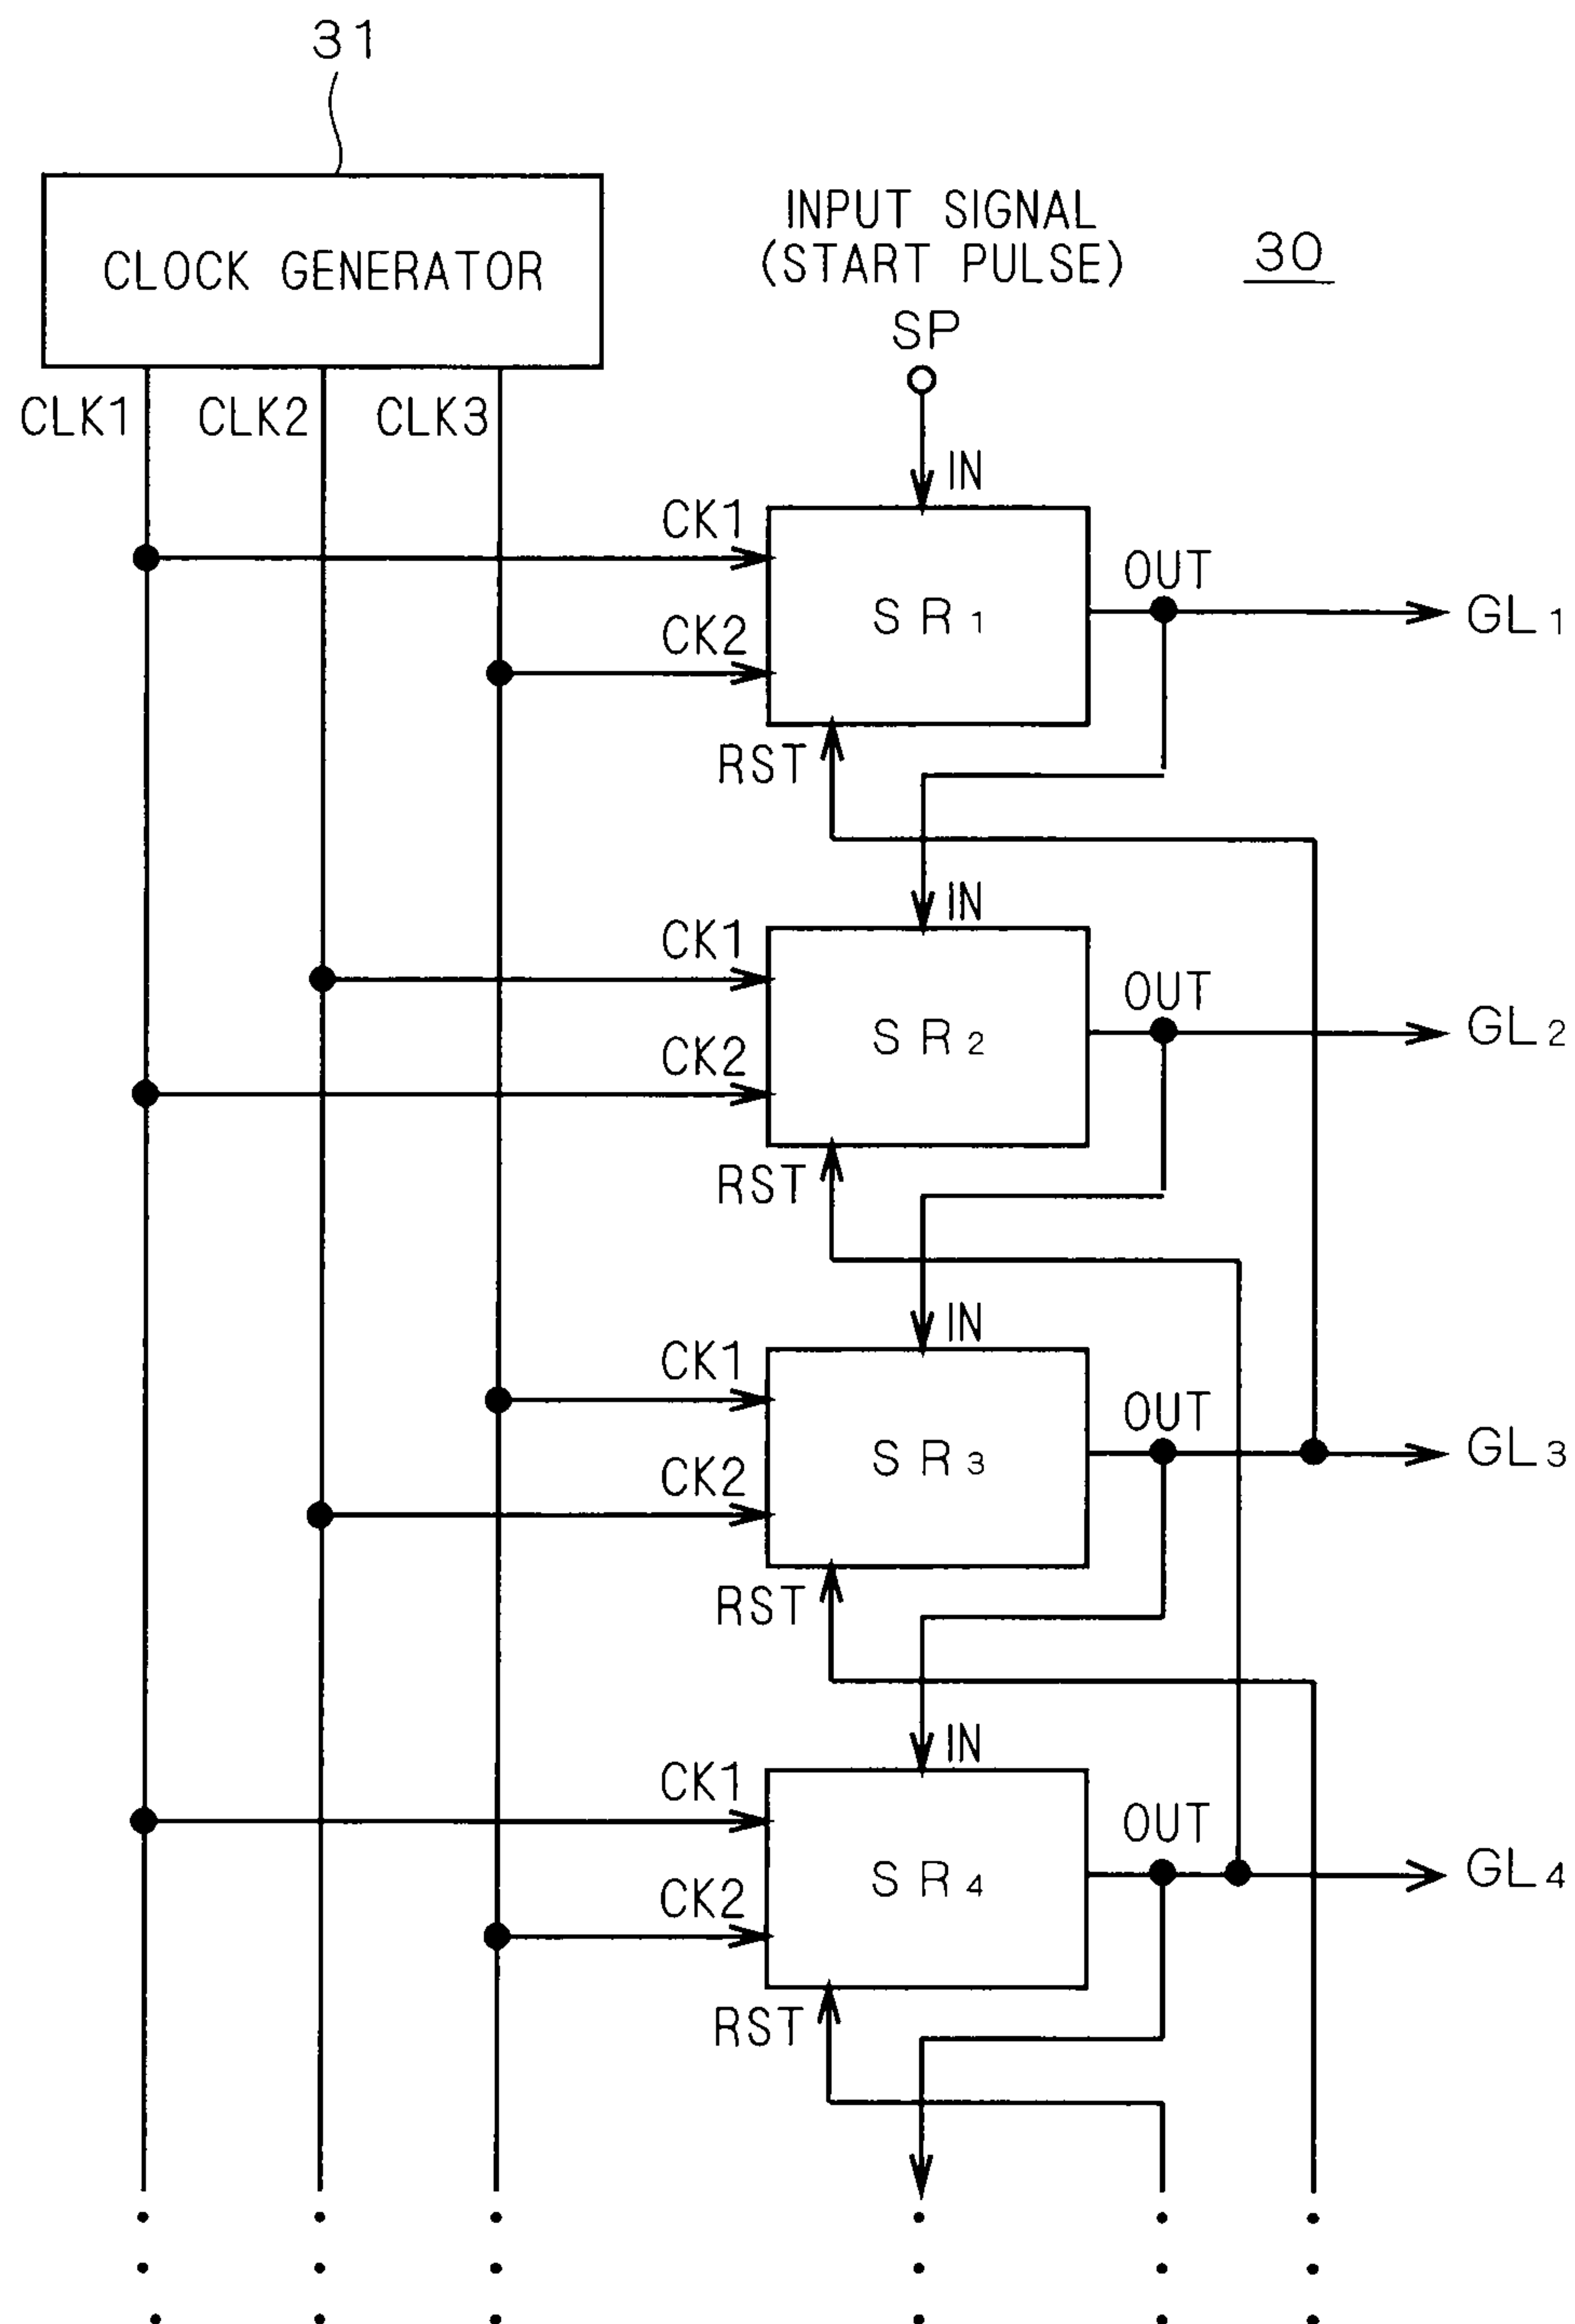 31
CLOCK GENERATOR
INPUT SIGNAL
(START PULSE)
30
SP
CLK1
CLK2
CLK3
IN
CK1
OUT
SR1
GL1
CK2
RST
IN
CK1
OUT
SR2
GL2
CK2
RST
IN
CK1
OUT
SR3
GL3
CK2
RST
IN
CK1
OUT
SR4
GL4
CK2
RST